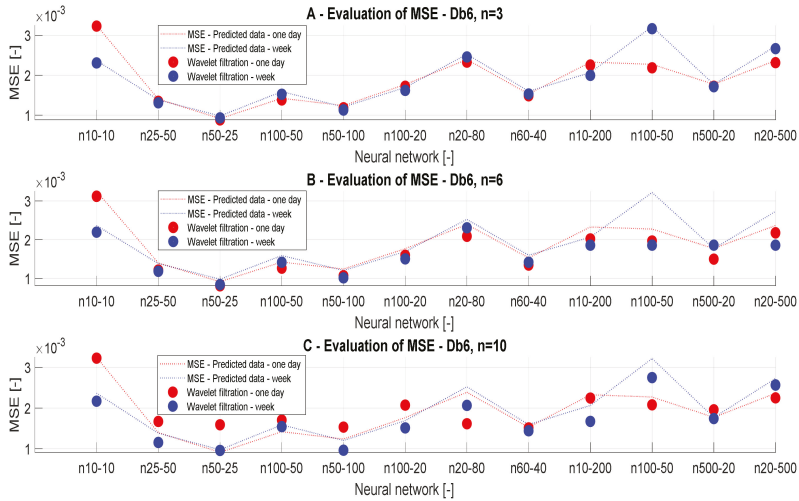 A - Evaluation of MSE - Db6, n=3
×10⁻³
3
2
1
MSE [-]
MSE - Predicted data - one day
MSE - Predicted data - week
Wavelet filtration - one day
Wavelet filtration - week
n10-10 n25-50 n50-25 n100-50 n50-100 n100-20 n20-80 n60-40 n10-200 n100-50 n500-20 n20-500
Neural network [-]
B - Evaluation of MSE - Db6, n=6
×10⁻³
3
2
1
MSE [-]
MSE - Predicted data - one day
MSE - Predicted data - week
Wavelet filtration - one day
Wavelet filtration - week
n10-10 n25-50 n50-25 n100-50 n50-100 n100-20 n20-80 n60-40 n10-200 n100-50 n500-20 n20-500
Neural network [-]
C - Evaluation of MSE - Db6, n=10
×10⁻³
3
2
1
MSE [-]
MSE - Predicted data - one day
MSE - Predicted data - week
Wavelet filtration - one day
Wavelet filtration - week
n10-10 n25-50 n50-25 n100-50 n50-100 n100-20 n20-80 n60-40 n10-200 n100-50 n500-20 n20-500
Neural network [-]